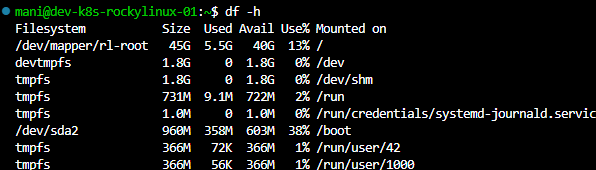 mani@dev-k8s-rockylinux-01:~$ df -h
Filesystem Size Used Avail Use% Mounted on
/dev/mapper/rl-root 45G 5.5G 40G 13% /
devtmpfs 1.8G 0 1.8G 0% /dev
tmpfs 1.8G 0 1.8G 0% /dev/shm
tmpfs 731M 9.1M 722M 2% /run
tmpfs 1.0M 0 1.0M 0% /run/credentials/systemd-journald.servic
/dev/sda2 960M 358M 603M 38% /boot
tmpfs 366M 72K 366M 1% /run/user/42
tmpfs 366M 56K 366M 1% /run/user/1000